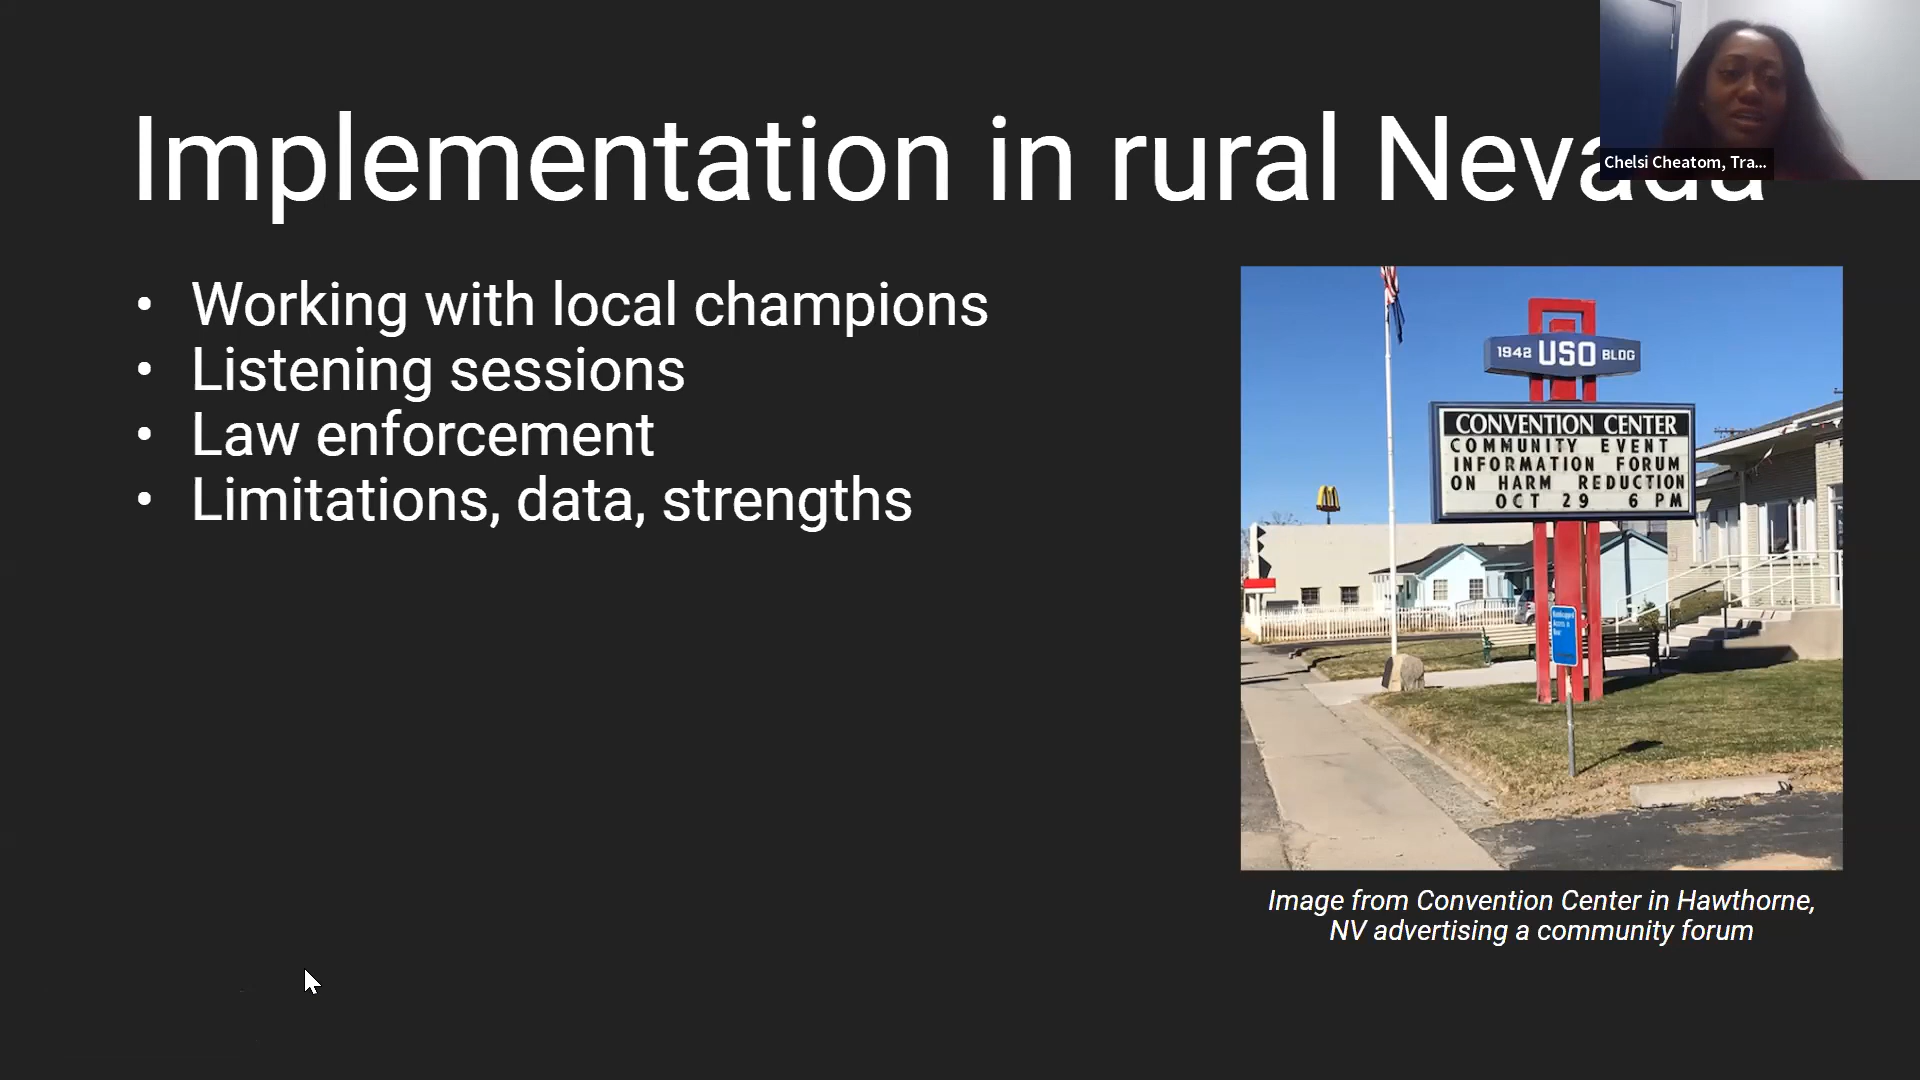 Implementation in rural Nevada
Chelsi Cheatom, Tra...
• Working with local champions
• Listening sessions
• Law enforcement
• Limitations, data, strengths
1942 USO BLDG
CONVENTION CENTER
COMMUNITY EVENT
INFORMATION FORUM
ON HARM REDUCTION
OCT 29 6 PM
Image from Convention Center in Hawthorne,
NV advertising a community forum